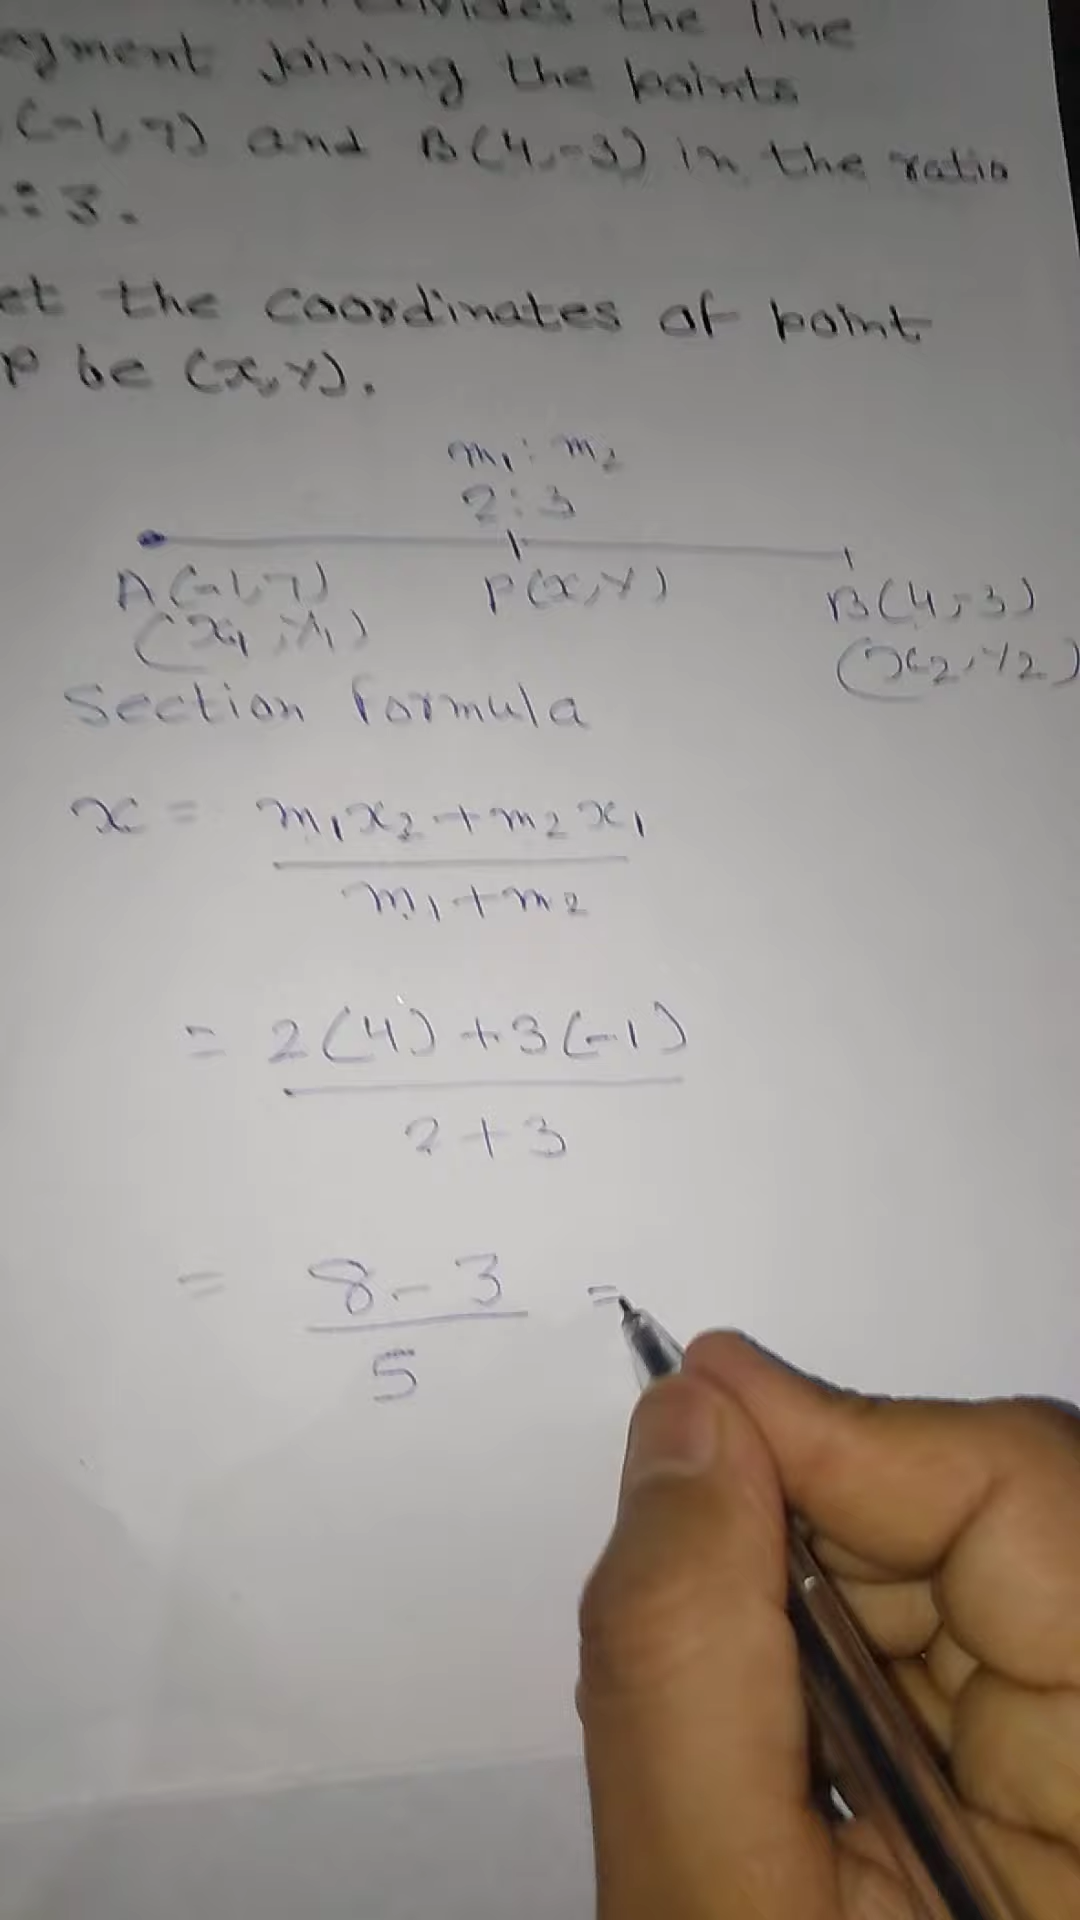 the line
joining the points
(-1,7) and B(4,-3) in the ratio
:3.
the coordinates of point
P be (x,y).
m₁ : m₂
2 : 3
A(-1,7) P(x,y) B(4,-3)
(x₁,y₁) (x₂,y₂)
Section formula
x = m₁x₂+m₂x₁
m₁+m₂
= 2(4)+3(-1)
2+3
= 8-3 =
5